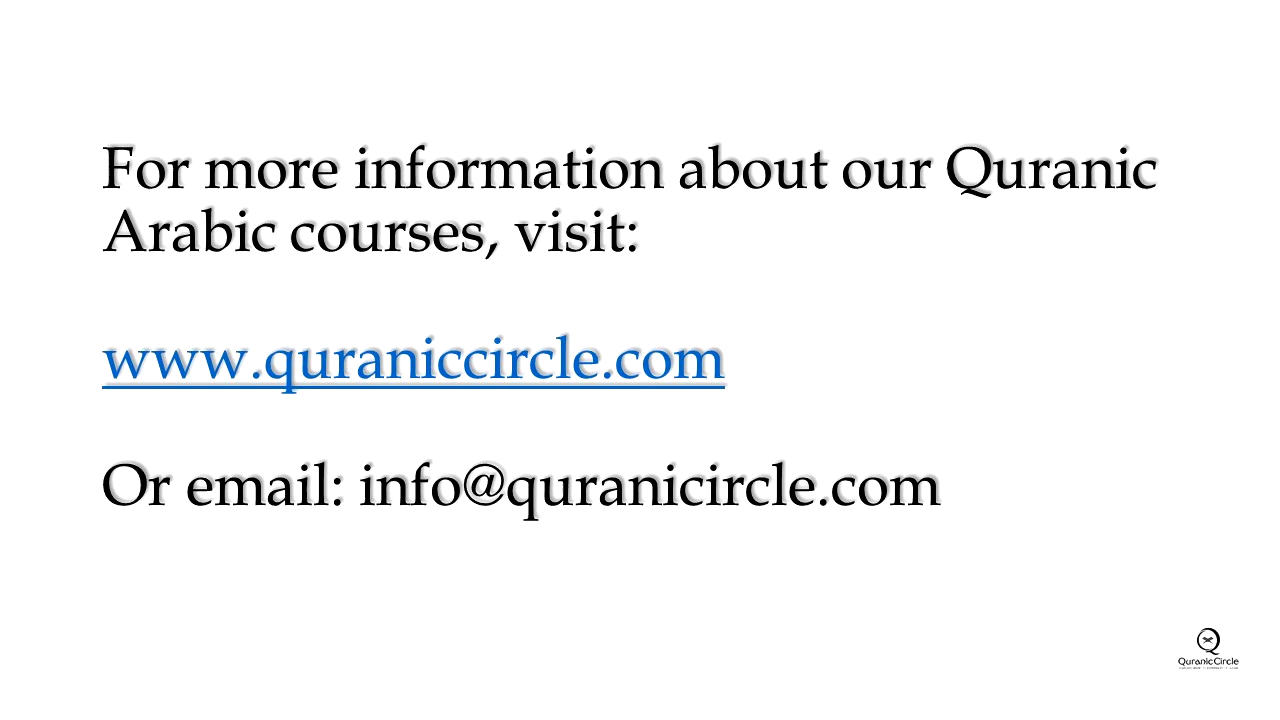 For more information about our Quranic
Arabic courses, visit:
www.quraniccircle.com
Or email: info@quranicircle.com
QuranicCircle